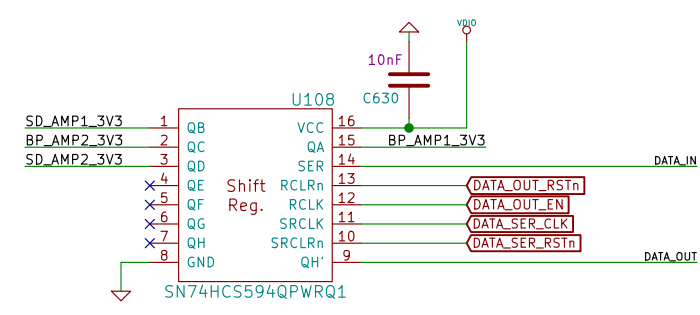 VDIO
10nF
C630
U108
SD_AMP1_3V3 1 QB VCC 16
BP_AMP2_3V3 2 QC QA 15 BP_AMP1_3V3
SD_AMP2_3V3 3 QD SER 14 DATA_IN
4 QE Shift RCLRn 13 DATA_OUT_RSTn
5 QF Reg. RCLK 12 DATA_OUT_EN
6 QG SRCLK 11 DATA_SER_CLK
7 QH SRCLRn 10 DATA_SER_RSTn
8 GND QH' 9 DATA_OUT
SN74HCS594QPWRQ1